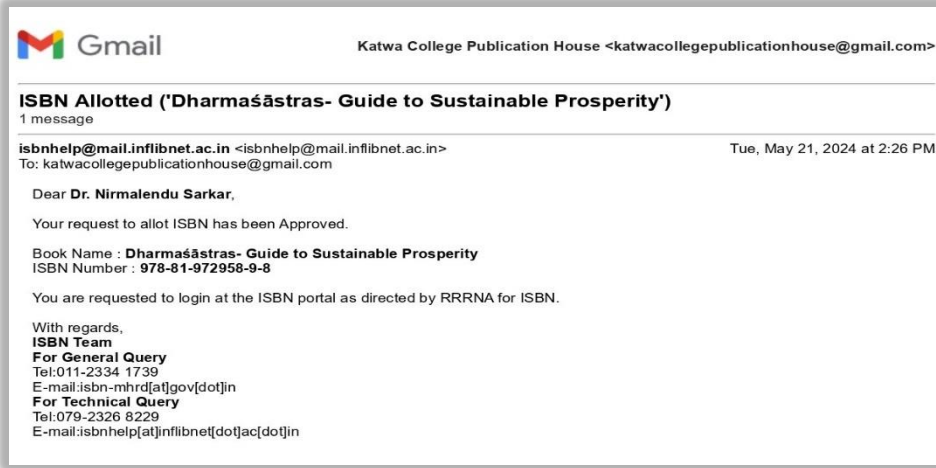 Gmail
Katwa College Publication House <katwacollegepublicationhouse@gmail.com>
ISBN Allotted ('Dharmaśāstras- Guide to Sustainable Prosperity')
1 message
isbnhelp@mail.inflibnet.ac.in <isbnhelp@mail.inflibnet.ac.in>
Tue, May 21, 2024 at 2:26 PM
To: katwacollegepublicationhouse@gmail.com
Dear Dr. Nirmalendu Sarkar,
Your request to allot ISBN has been Approved.
Book Name : Dharmaśāstras- Guide to Sustainable Prosperity
ISBN Number : 978-81-972958-9-8
You are requested to login at the ISBN portal as directed by RRRNA for ISBN.
With regards,
ISBN Team
For General Query
Tel:011-2334 1739
E-mail:isbn-mhrd[at]gov[dot]in
For Technical Query
Tel:079-2326 8229
E-mail:isbnhelp[at]inflibnet[dot]ac[dot]in